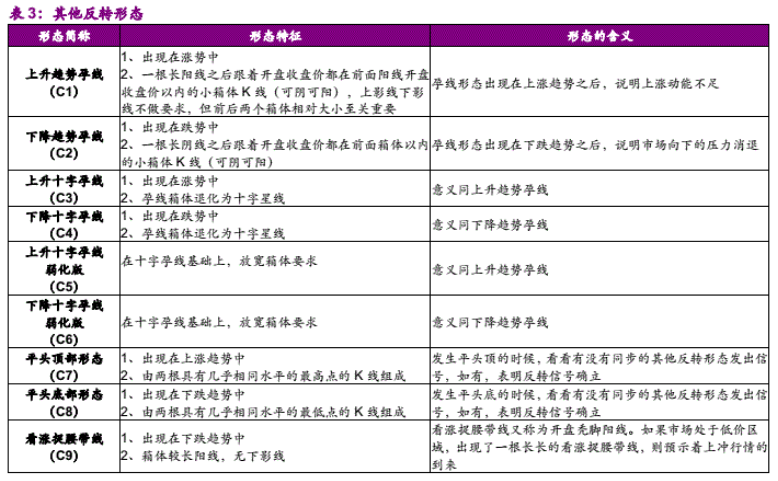 表 3：其他反转形态
形态简称 形态特征 形态的含义
上升趋势孕线
（C1）
1、出现在涨势中
2、一根长阳线之后跟着开盘收盘价都在前面阳线开盘
收盘价以内的小箱体 K 线（可阴可阳），上影线下影
线不做要求，但前后两个箱体相对大小至关重要
孕线形态出现在上涨趋势之后，说明上涨动能不足
下降趋势孕线
（C2）
1、出现在跌势中
2、一根长阴线之后跟着开盘收盘价都在前面箱体以内
的小箱体 K 线（可阴可阳）
孕线形态出现在下跌趋势之后，说明市场向下的压力消退
上升十字孕线
（C3）
1、出现在涨势中
2、孕线箱体退化为十字星线
意义同上升趋势孕线
下降十字孕线
（C4）
1、出现在跌势中
2、孕线箱体退化为十字星线
意义同下降趋势孕线
上升十字孕线
弱化版
（C5）
在十字孕线基础上，放宽箱体要求
意义同上升趋势孕线
下降十字孕线
弱化版
（C6）
在十字孕线基础上，放宽箱体要求
意义同下降趋势孕线
平头顶部形态
（C7）
1、出现在上涨趋势中
2、由两根具有几乎相同水平的最高点的 K 线组成
发生平头顶的时候，看看有没有同步的其他反转形态发出信
号，如有，表明反转信号确立
平头底部形态
（C8）
1、出现在下跌趋势中
2、由两根具有几乎相同水平的最低点的 K 线组成
发生平头底的时候，看看有没有同步的其他反转形态发出信
号，如有，表明反转信号确立
看涨捉腰带线
（C9）
1、出现在下跌趋势中
2、箱体较长阳线，无下影线
看涨捉腰带线又称为开盘秃脚阳线。如果市场处于低价区
域，出现了一根长长的看涨捉腰带线，则预示着上冲行情的
到来